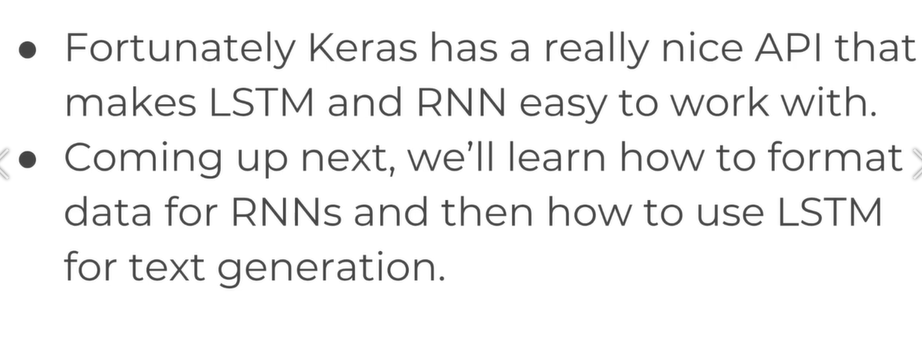 ● Fortunately Keras has a really nice API that
makes LSTM and RNN easy to work with.
● Coming up next, we’ll learn how to format
data for RNNs and then how to use LSTM
for text generation.